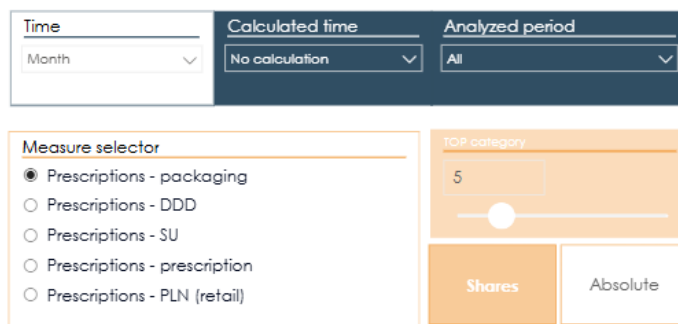 Time
Calculated time
Analyzed period
Month
No calculation
All
Measure selector
Prescriptions - packaging
Prescriptions - DDD
Prescriptions - SU
Prescriptions - prescription
Prescriptions - PLN (retail)
TOP category
5
Shares
Absolute